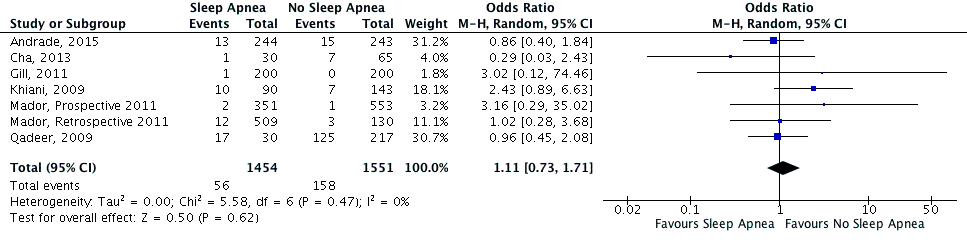 Sleep Apnea No Sleep Apnea Odds Ratio Odds Ratio
Study or Subgroup Events Total Events Total Weight M-H, Random, 95% CI M-H, Random, 95% CI
Andrade, 2015 13 244 15 243 31.2% 0.86 [0.40, 1.84]
Cha, 2013 1 30 7 65 4.0% 0.29 [0.03, 2.43]
Gill, 2011 1 200 0 200 1.8% 3.02 [0.12, 74.46]
Khiani, 2009 10 90 7 143 18.1% 2.43 [0.89, 6.63]
Mador, Prospective 2011 2 351 1 553 3.2% 3.16 [0.29, 35.02]
Mador, Retrospective 2011 12 509 3 130 11.1% 1.02 [0.28, 3.68]
Qadeer, 2009 17 30 125 217 30.7% 0.96 [0.45, 2.08]
Total (95% CI) 1454 1551 100.0% 1.11 [0.73, 1.71]
Total events 56 158
Heterogeneity: Tau² = 0.00; Chi² = 5.58, df = 6 (P = 0.47); I² = 0%
Test for overall effect: Z = 0.50 (P = 0.62)
0.02 0.1 1 10 50
Favours Sleep Apnea Favours No Sleep Apnea